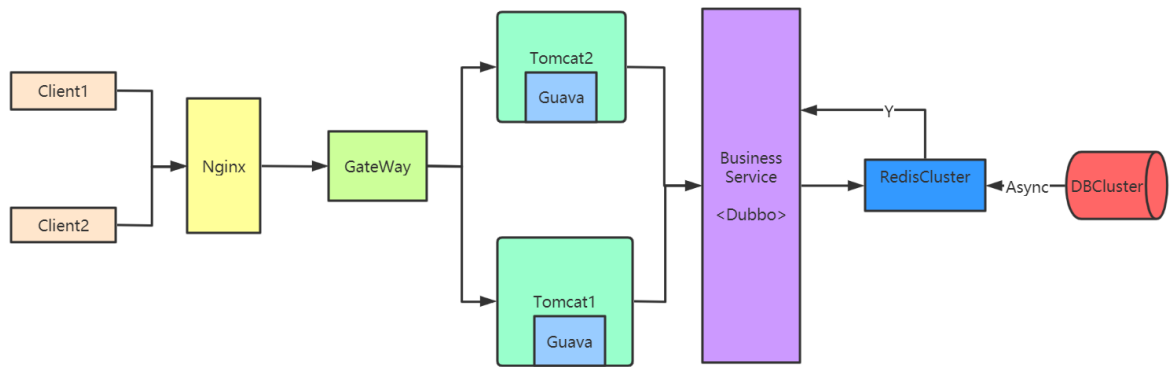 Client1
Client2
Nginx
GateWay
Tomcat2
Guava
Tomcat1
Guava
Business
Service
<Dubbo>
Y
RedisCluster
Async
DBCluster